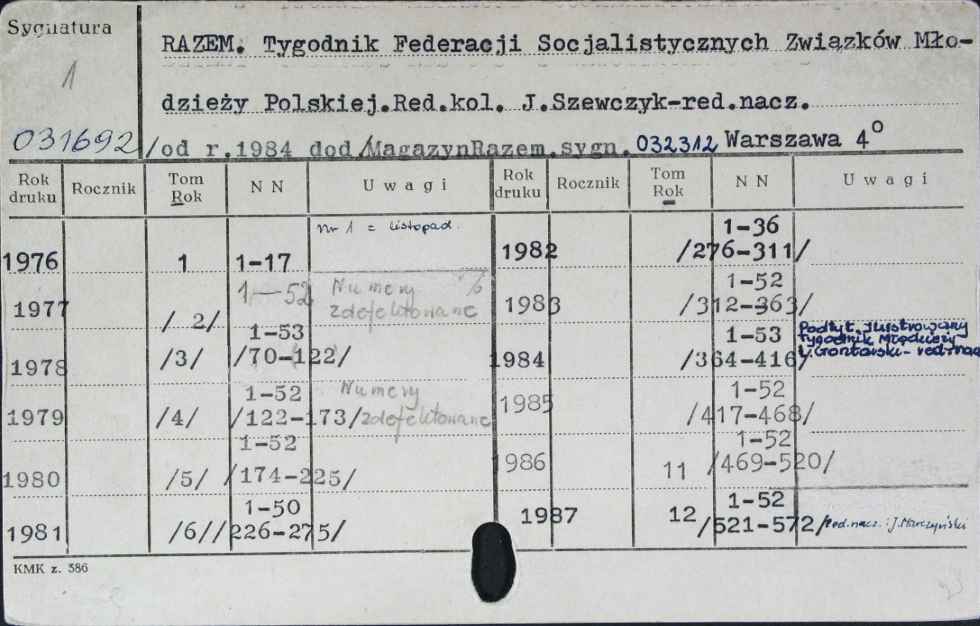 Sygnatura
1
031692
RAZEM. Tygodnik Federacji Socjalistycznych Związków Mło-
dzieży Polskiej.Red.kol. J.Szewczyk-red.nacz.
/od r.1984 dod/MagazynRazem.sygn. 032312 Warszawa 4°
Rok druku Rocznik Tom Rok N N Uwagi Rok druku Rocznik Tom Rok N N Uwagi
1976 1 1-17 Nr 1 = listopad.
1977 /2/ 1-52 Numery zdefektowane
1978 /3/ 1-53 /70-122/
1979 /4/ 1-52 /122-173/ Numery zdefektowane
1980 /5/ 1-52 /174-225/
1981 /6/ 1-50 /226-275/
1982 1-36 /276-311/
1983 1-52 /312-363/
1984 1-53 /364-416/ Podtyt. Ilustrowany Tygodnik Młodzieży
1985 1-52 /417-468/
1986 11 1-52 /469-520/
1987 12 1-52 /521-572/ Red.nacz.: J.
KMK z. 386